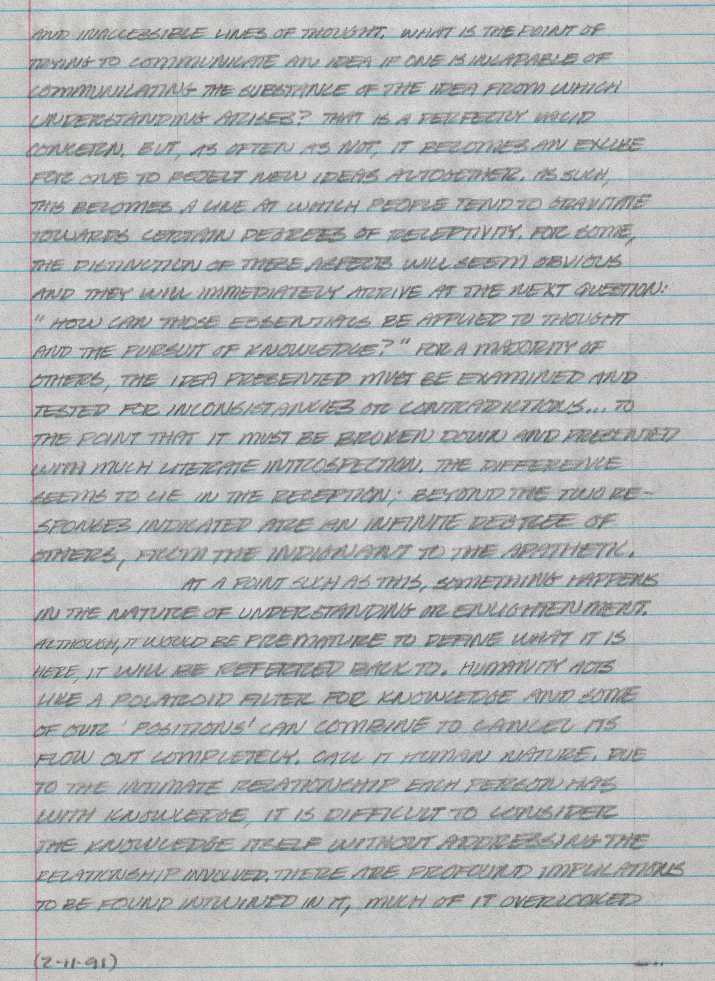 AND INACCESSIBLE LINES OF THOUGHT. WHAT IS THE POINT OF
TRYING TO COMMUNICATE AN IDEA IF ONE IS INCAPABLE OF
COMMUNICATING THE SUBSTANCE OF THE IDEA FROM WHICH
UNDERSTANDING ARISES? THAT IS A PERFECTLY VALID
CONCERN. BUT, AS OFTEN AS NOT, IT BECOMES AN EXCUSE
FOR ONE TO REJECT NEW IDEAS ALTOGETHER. AS SUCH,
THIS BECOMES A LINE AT WHICH PEOPLE TEND TO GRAVITATE
TOWARDS CERTAIN DEGREES OF RECEPTIVITY. FOR SOME,
THE DISTINCTION OF THESE ASPECTS WILL SEEM OBVIOUS
AND THEY WILL IMMEDIATELY ARRIVE AT THE NEXT QUESTION:
"HOW CAN THOSE ESSENTIALS BE APPLIED TO THOUGHT
AND THE PURSUIT OF KNOWLEDGE?" FOR A MAJORITY OF
OTHERS, THE IDEA PRESENTED MUST BE EXAMINED AND
TESTED FOR INCONSISTANCIES OR CONTRADICTIONS... TO
THE POINT THAT IT MUST BE BROKEN DOWN AND PRESENTED
WITH MUCH LITERATE INTROSPECTION. THE DIFFERENCE
SEEMS TO LIE IN THE RECEPTION; BEYOND THE TWO RE-
SPONSES INDICATED ARE AN INFINITE DEGREE OF
OTHERS, FROM THE INDIGNANT TO THE APATHETIC.
AT A POINT SUCH AS THIS, SOMETHING HAPPENS
IN THE NATURE OF UNDERSTANDING OR ENLIGHTENMENT.
ALTHOUGH, IT WOULD BE PREMATURE TO DEFINE WHAT IT IS
HERE, IT WILL BE REFERRED BACK TO. HUMANITY ACTS
LIKE A POLAROID FILTER FOR KNOWLEDGE AND SOME
OF OUR 'POSITIONS' CAN COMBINE TO CANCEL ITS
FLOW OUT COMPLETELY. CALL IT HUMAN NATURE. DUE
TO THE INTIMATE RELATIONSHIP EACH PERSON HAS
WITH KNOWLEDGE, IT IS DIFFICULT TO CONSIDER
THE KNOWLEDGE ITSELF WITHOUT ADDRESSING THE
RELATIONSHIP INVOLVED. THERE ARE PROFOUND IMPLICATIONS
TO BE FOUND INTWINED IN IT, MUCH OF IT OVERLOOKED
(2-11-91)